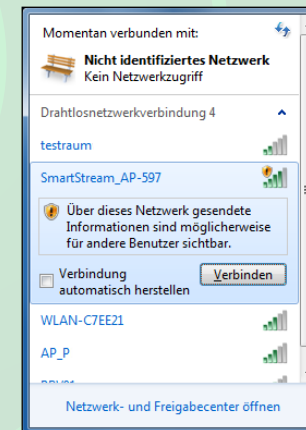 Momentan verbunden mit:
Nicht identifiziertes Netzwerk
Kein Netzwerkzugriff
Drahtlosnetzwerkverbindung 4
testraum
SmartStream_AP-597
Über dieses Netzwerk gesendete
Informationen sind möglicherweise
für andere Benutzer sichtbar.
Verbindung
automatisch herstellen
Verbinden
WLAN-C7EE21
AP_P
Netzwerk- und Freigabecenter öffnen